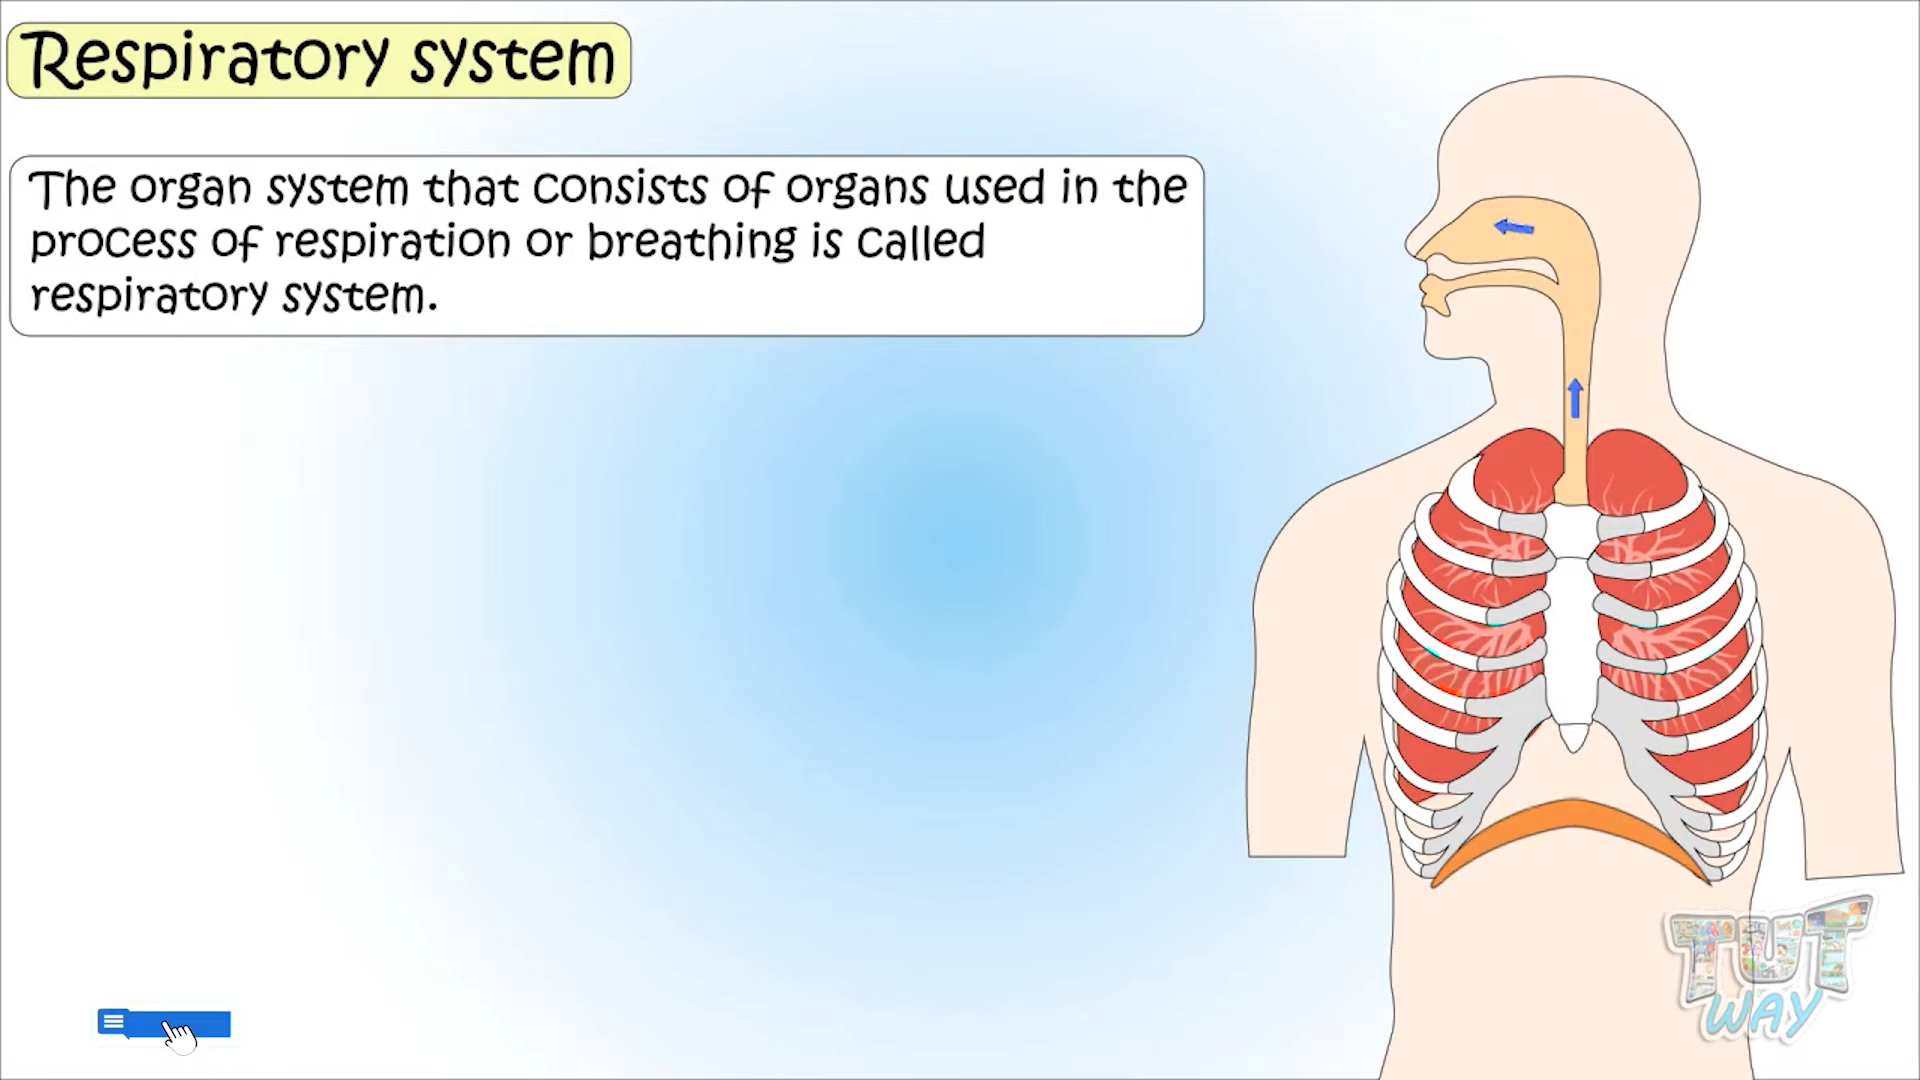 Respiratory system
The organ system that consists of organs used in the
process of respiration or breathing is called
respiratory system.
TUT
WAY